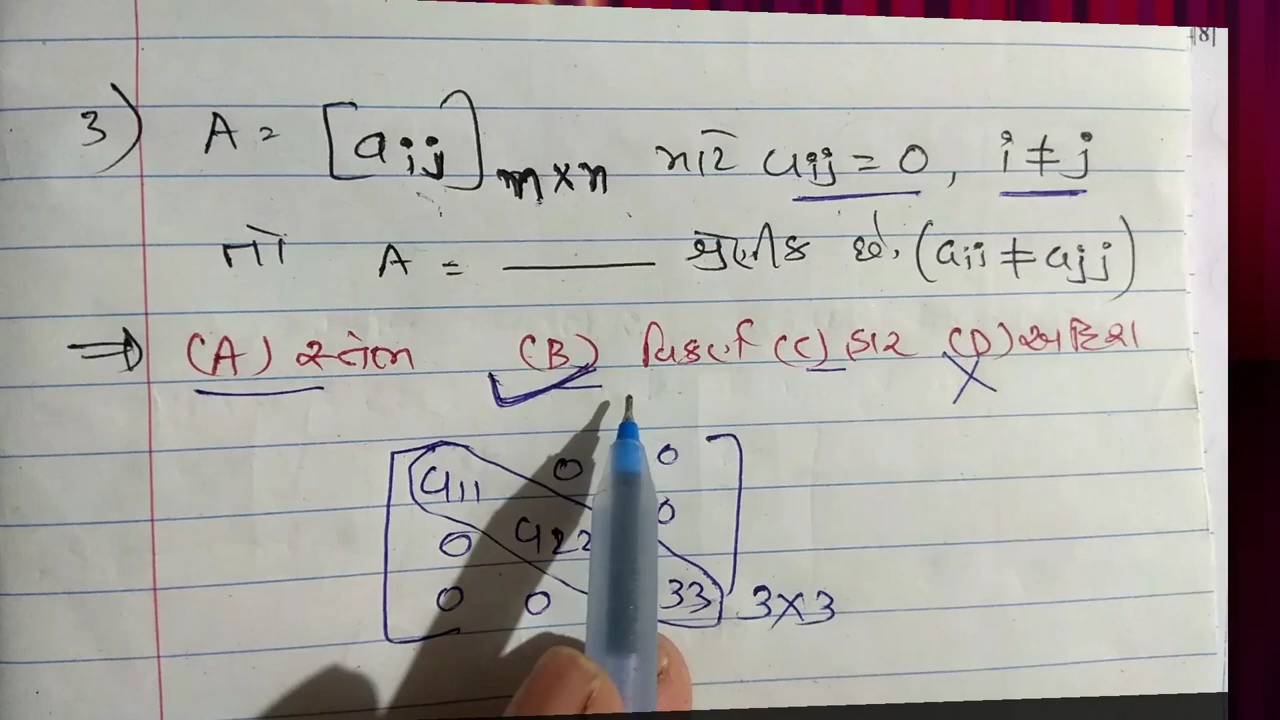 3) A = [aij]m×n માટે aij = 0, i ≠ j
તો A = ______ શ્રેણીક છે. (aii ≠ ajj)
⇒ (A) સ્તંભ (B) વિકર્ણ (C) હાર (D) અદિશ
a11 0 0
0 a22 0
0 0 33 3×3